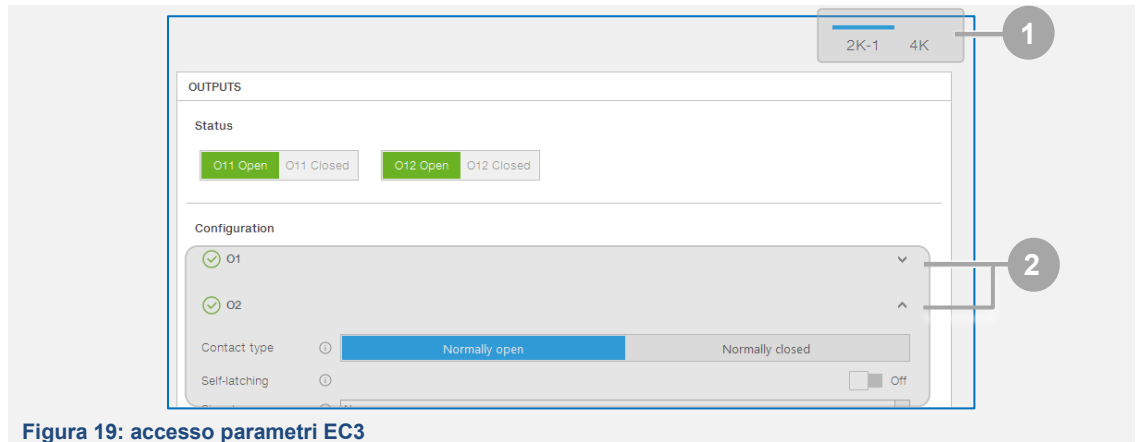 2K-1 4K
1
OUTPUTS
Status
O11 Open O11 Closed O12 Open O12 Closed
Configuration
O1
2
O2
Contact type Normally open Normally closed
Self-latching Off
Figura 19: accesso parametri EC3